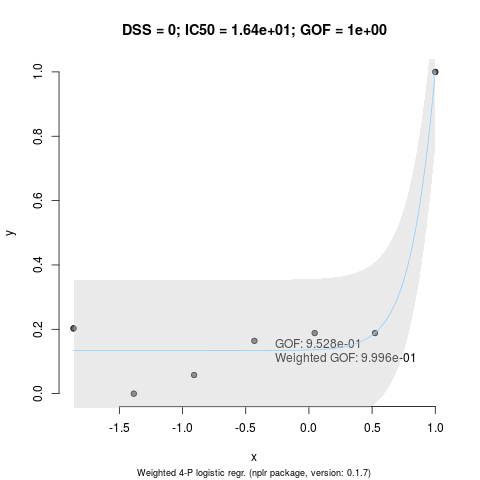 DSS = 0; IC50 = 1.64e+01; GOF = 1e+00
1.0
0.8
0.6
y
0.4
0.2
0.0
GOF: 9.528e-01
Weighted GOF: 9.996e-01
-1.5 -1.0 -0.5 0.0 0.5 1.0
x
Weighted 4-P logistic regr. (nplr package, version: 0.1.7)